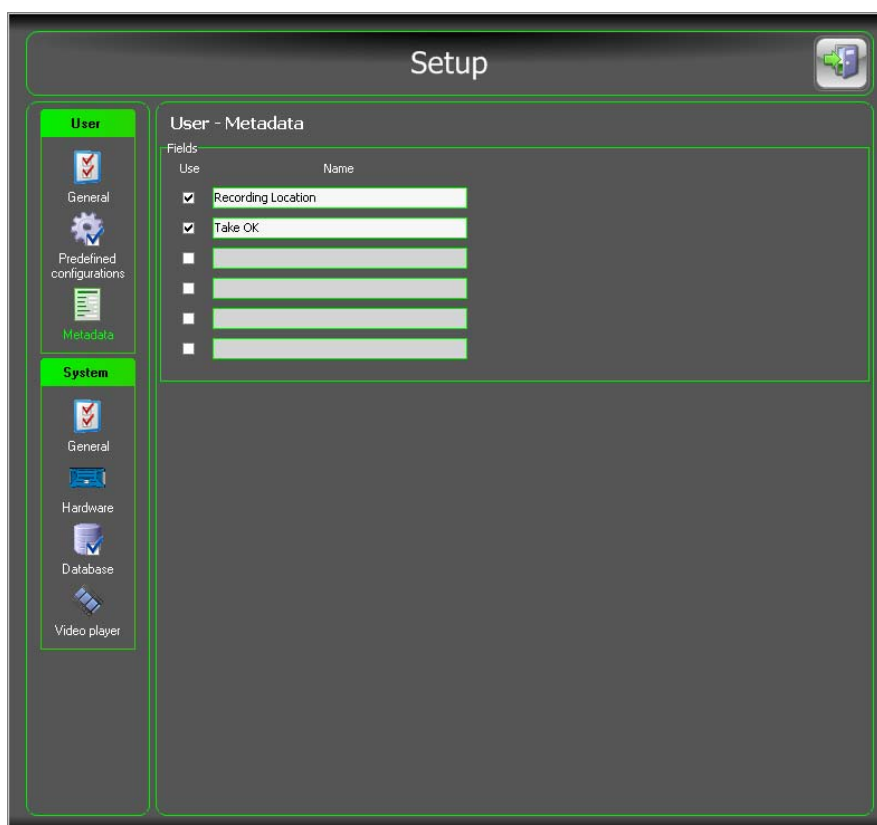 Setup
User
General
Predefined
configurations
Metadata
System
General
Hardware
Database
Video player
User - Metadata
Fields
Use Name
Recording Location
Take OK